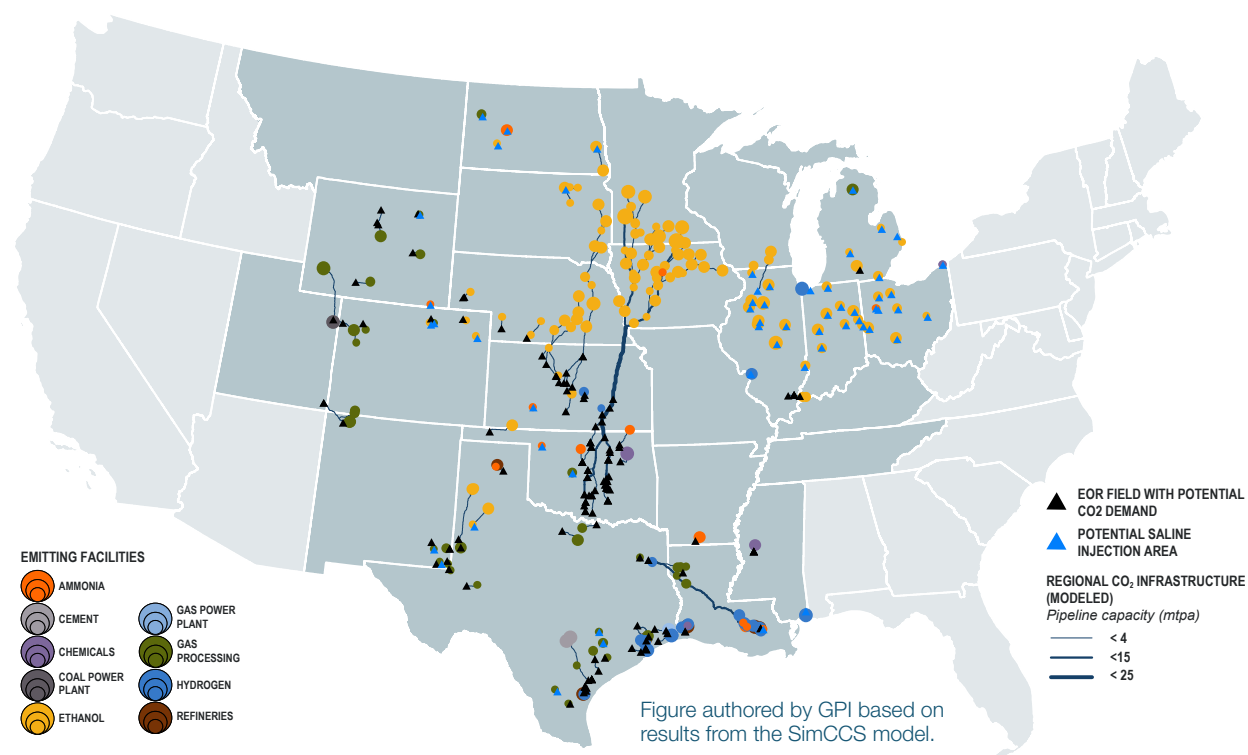 EOR FIELD WITH POTENTIAL
CO2 DEMAND
POTENTIAL SALINE
INJECTION AREA
REGIONAL CO₂ INFRASTRUCTURE
(MODELED)
Pipeline capacity (mtpa)
< 4
<15
< 25
EMITTING FACILITIES
AMMONIA
CEMENT
CHEMICALS
COAL POWER
PLANT
ETHANOL
GAS POWER
PLANT
GAS
PROCESSING
HYDROGEN
REFINERIES
Figure authored by GPI based on
results from the SimCCS model.